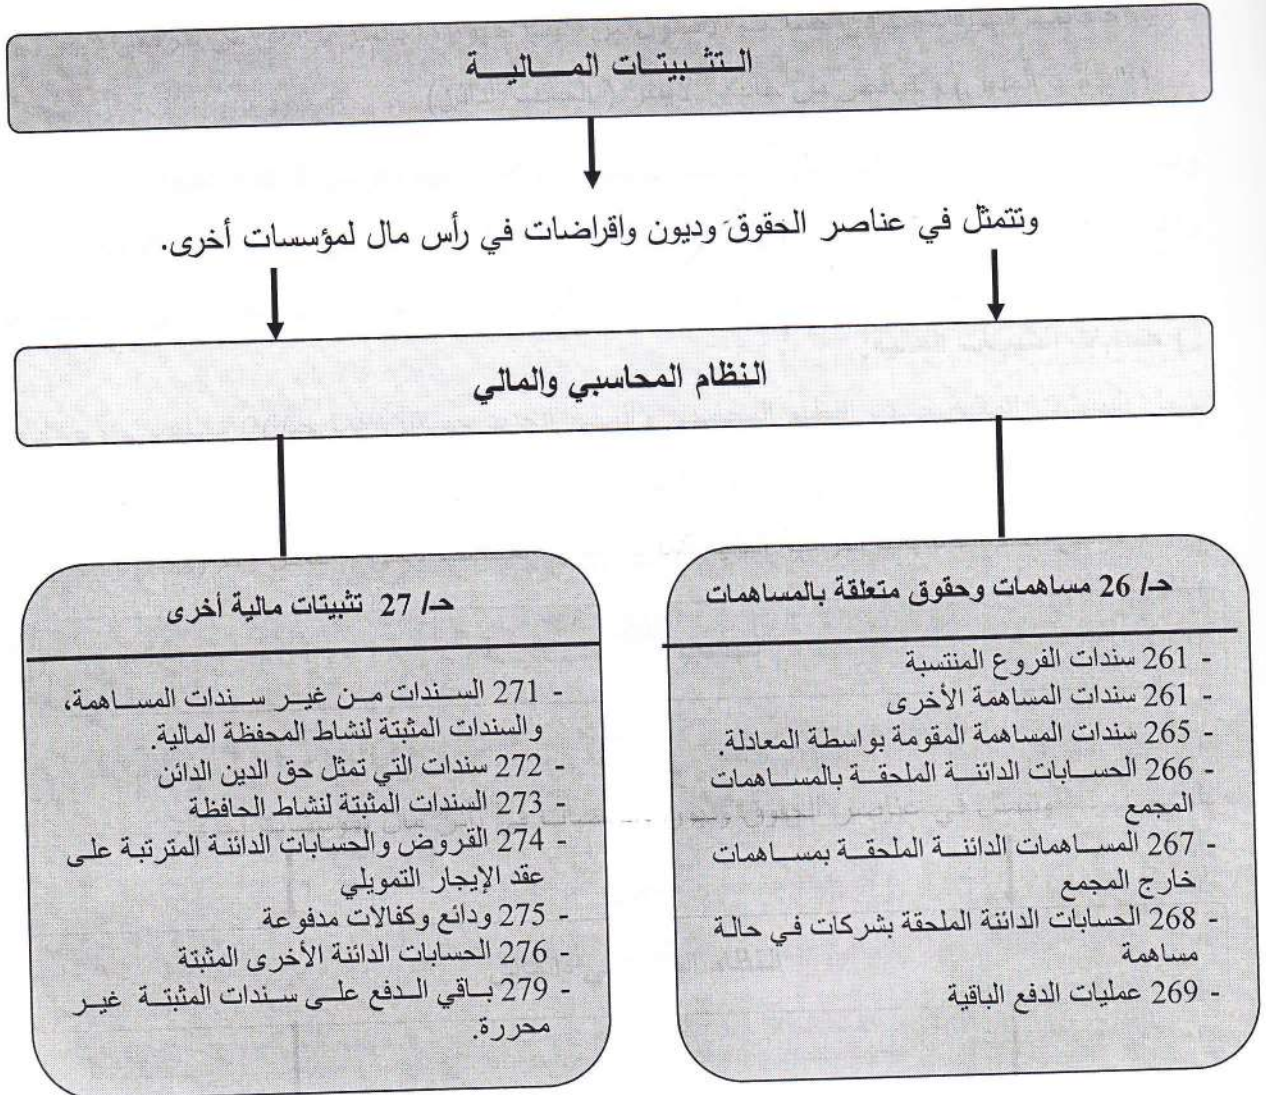 التثبيتات المالية
وتتمثل في عناصر الحقوق وديون واقراضات في رأس مال لمؤسسات أخرى.
النظام المحاسبي والمالي
حـ/ 26 مساهمات وحقوق متعلقة بالمساهمات
- 261 سندات الفروع المنتسبة
- 261 سندات المساهمة الأخرى
- 265 سندات المساهمة المقومة بواسطة المعادلة.
- 266 الحسابات الدائنة الملحقة بالمساهمات
المجمع
- 267 المساهمات الدائنة الملحقة بمساهمات
خارج المجمع
- 268 الحسابات الدائنة الملحقة بشركات في حالة
مساهمة
- 269 عمليات الدفع الباقية
حـ/ 27 تثبيتات مالية أخرى
- 271 السندات من غير سندات المساهمة،
والسندات المثبتة لنشاط المحفظة المالية.
- 272 سندات التي تمثل حق الدين الدائن
- 273 السندات المثبتة لنشاط الحافظة
- 274 القروض والحسابات الدائنة المترتبة على
عقد الإيجار التمويلي
- 275 ودائع وكفالات مدفوعة
- 276 الحسابات الدائنة الأخرى المثبتة
- 279 باقي الدفع على سندات المثبتة غير
محررة.